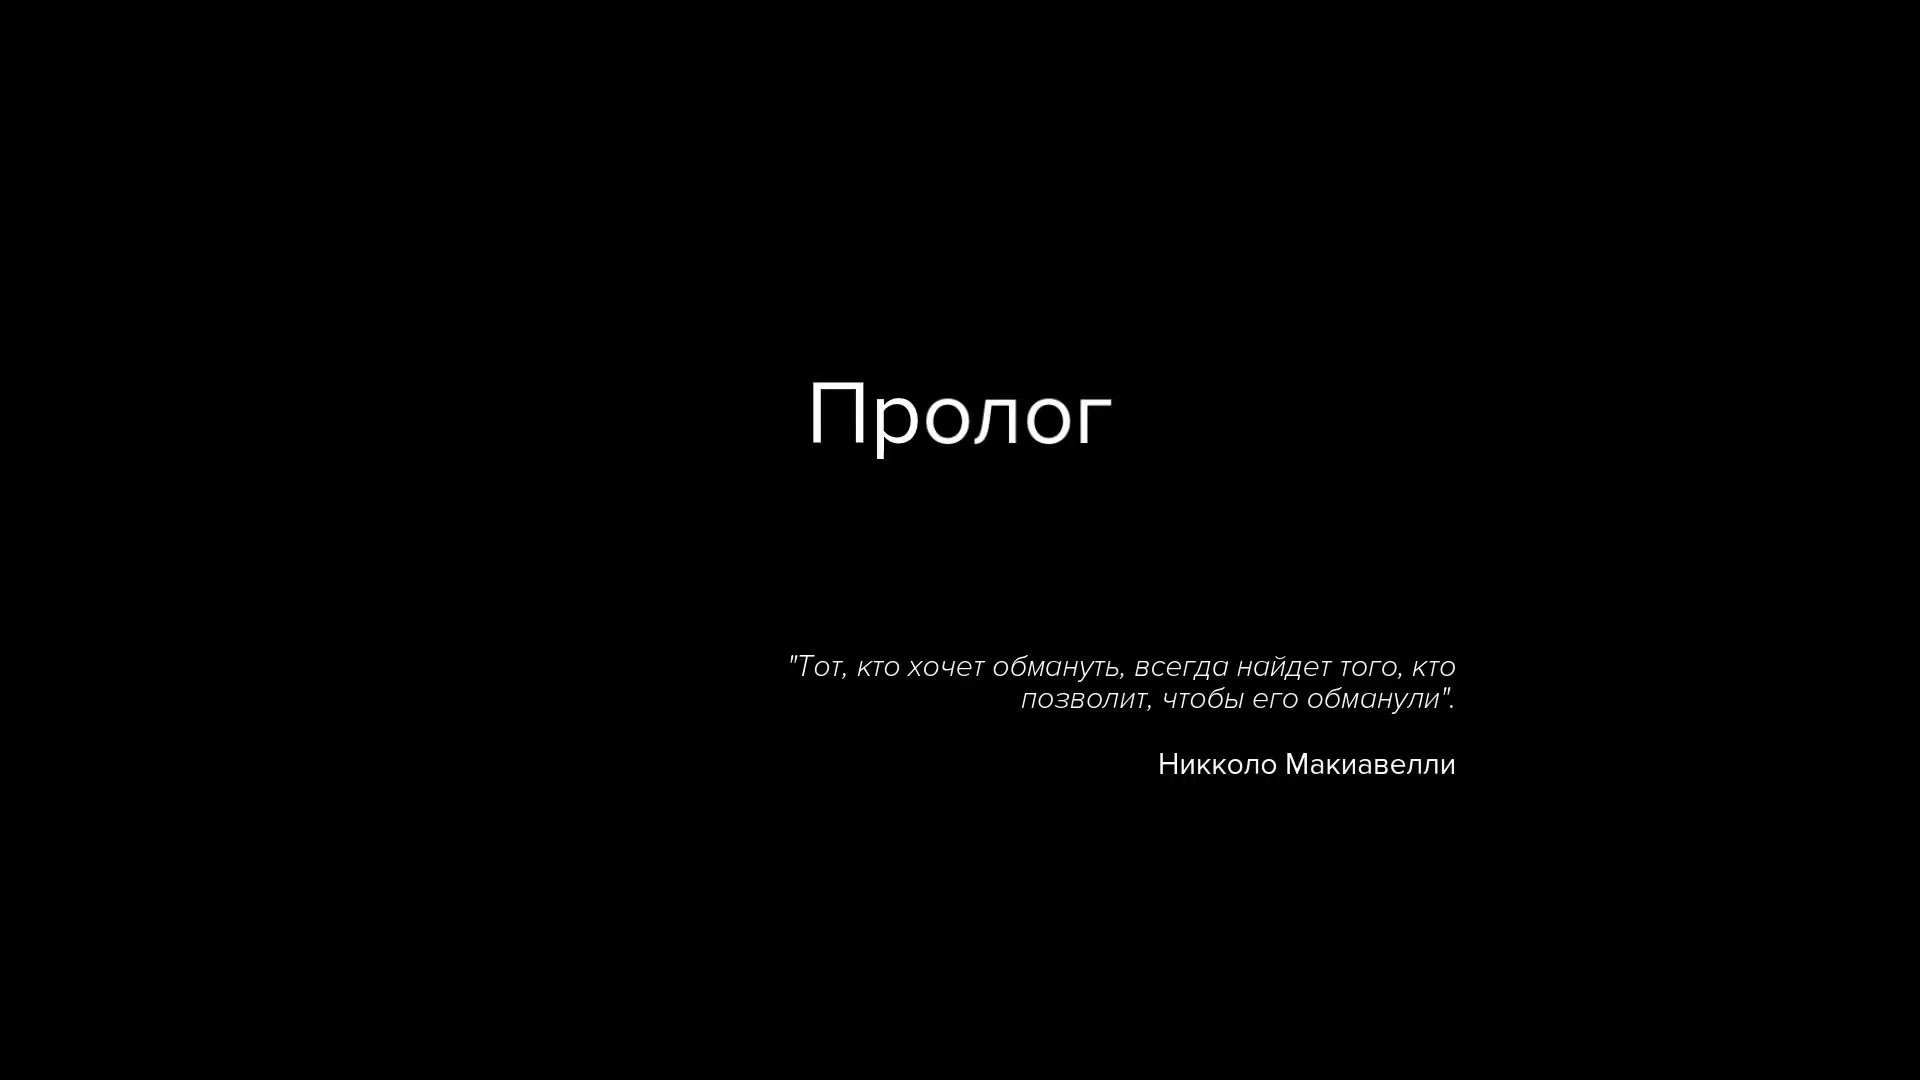 Пролог
"Тот, кто хочет обмануть, всегда найдет того, кто
позволит, чтобы его обманули".
Никколо Макиавелли